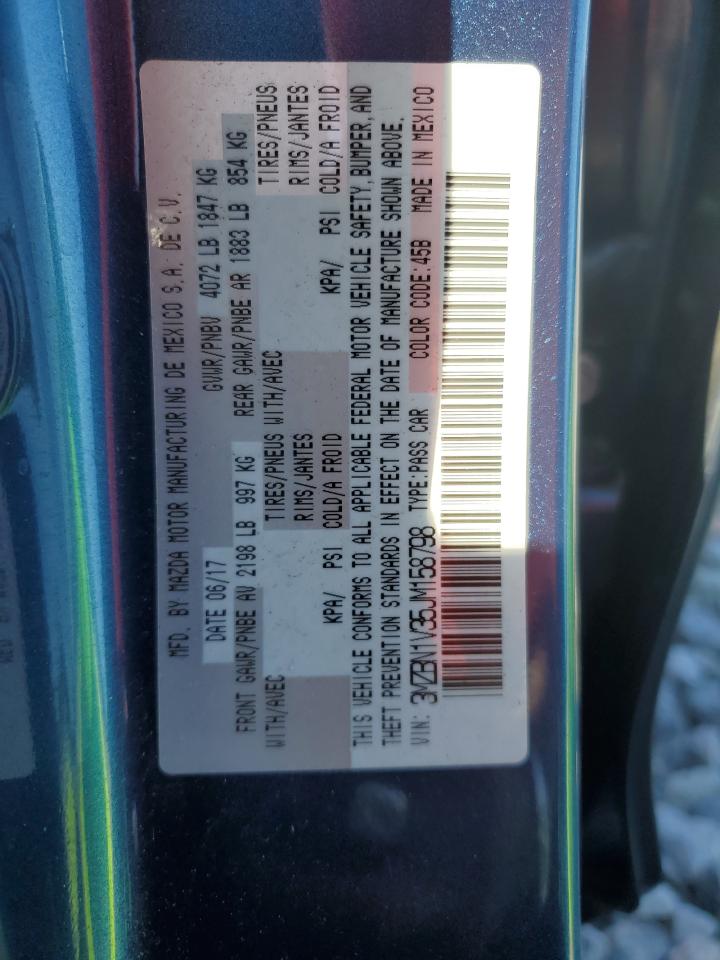 MFD. BY MAZDA MOTOR MANUFACTURING DE MEXICO S.A. DE C.V.
DATE 06/17 GVWR/PNBV 4072 LB 1847 KG
FRONT GAWR/PNBE AV 2198 LB 997 KG REAR GAWR/PNBE AR 1883 LB 854 KG
WITH/AVEC TIRES/PNEUS WITH/AVEC TIRES/PNEUS
RIMS/JANTES RIMS/JANTES
KPA/ PSI COLD/A FROID KPA/ PSI COLD/A FROID
THIS VEHICLE CONFORMS TO ALL APPLICABLE FEDERAL MOTOR VEHICLE SAFETY, BUMPER, AND
THEFT PREVENTION STANDARDS IN EFFECT ON THE DATE OF MANUFACTURE SHOWN ABOVE.
VIN: 3MZBN1V36JM158798 TYPE:PASS CAR COLOR CODE:45B MADE IN MEXICO